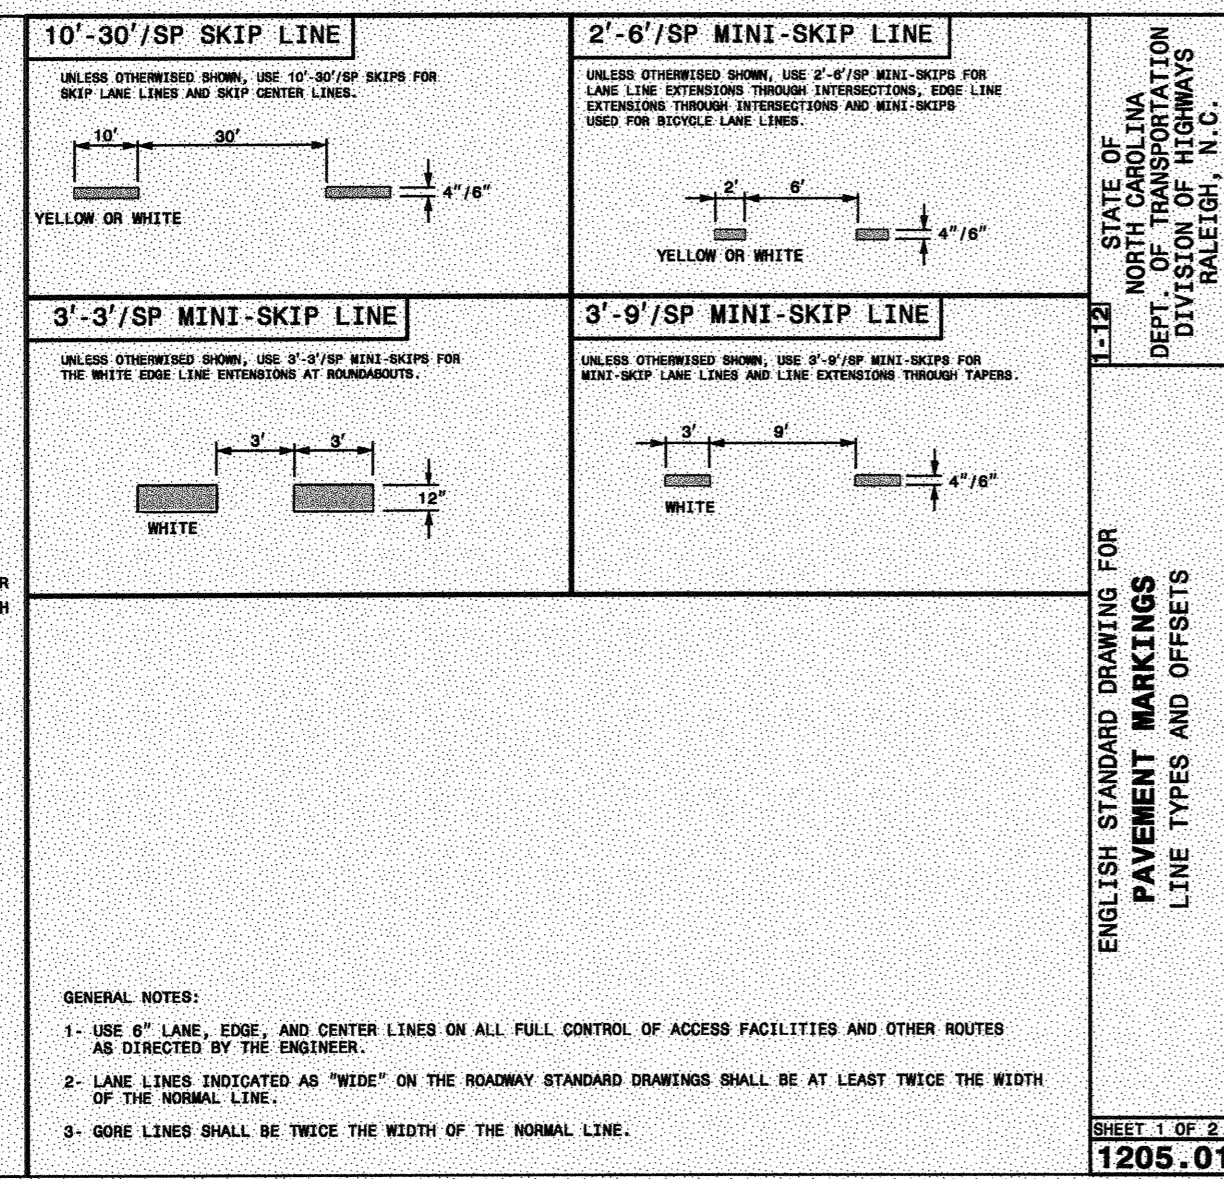 10'-30'/SP SKIP LINE
UNLESS OTHERWISED SHOWN, USE 10'-30'/SP SKIPS FOR
SKIP LANE LINES AND SKIP CENTER LINES.
10'
30'
4"/6"
YELLOW OR WHITE
2'-6'/SP MINI-SKIP LINE
UNLESS OTHERWISED SHOWN, USE 2'-6'/SP MINI-SKIPS FOR
LANE LINE EXTENSIONS THROUGH INTERSECTIONS, EDGE LINE
EXTENSIONS THROUGH INTERSECTIONS AND MINI-SKIPS
USED FOR BICYCLE LANE LINES.
2'
6'
4"/6"
YELLOW OR WHITE
3'-3'/SP MINI-SKIP LINE
UNLESS OTHERWISED SHOWN, USE 3'-3'/SP MINI-SKIPS FOR
THE WHITE EDGE LINE ENTENSIONS AT ROUNDABOUTS.
3'
3'
12"
WHITE
3'-9'/SP MINI-SKIP LINE
UNLESS OTHERWISED SHOWN, USE 3'-9'/SP MINI-SKIPS FOR
MINI-SKIP LANE LINES AND LINE EXTENSIONS THROUGH TAPERS.
3'
9'
4"/6"
WHITE
R
H
GENERAL NOTES:
1- USE 6" LANE, EDGE, AND CENTER LINES ON ALL FULL CONTROL OF ACCESS FACILITIES AND OTHER ROUTES
AS DIRECTED BY THE ENGINEER.
2- LANE LINES INDICATED AS "WIDE" ON THE ROADWAY STANDARD DRAWINGS SHALL BE AT LEAST TWICE THE WIDTH
OF THE NORMAL LINE.
3- GORE LINES SHALL BE TWICE THE WIDTH OF THE NORMAL LINE.
1-12
STATE OF
NORTH CAROLINA
DEPT. OF TRANSPORTATION
DIVISION OF HIGHWAYS
RALEIGH, N.C.
ENGLISH STANDARD DRAWING FOR
PAVEMENT MARKINGS
LINE TYPES AND OFFSETS
SHEET 1 OF 2
1205.01